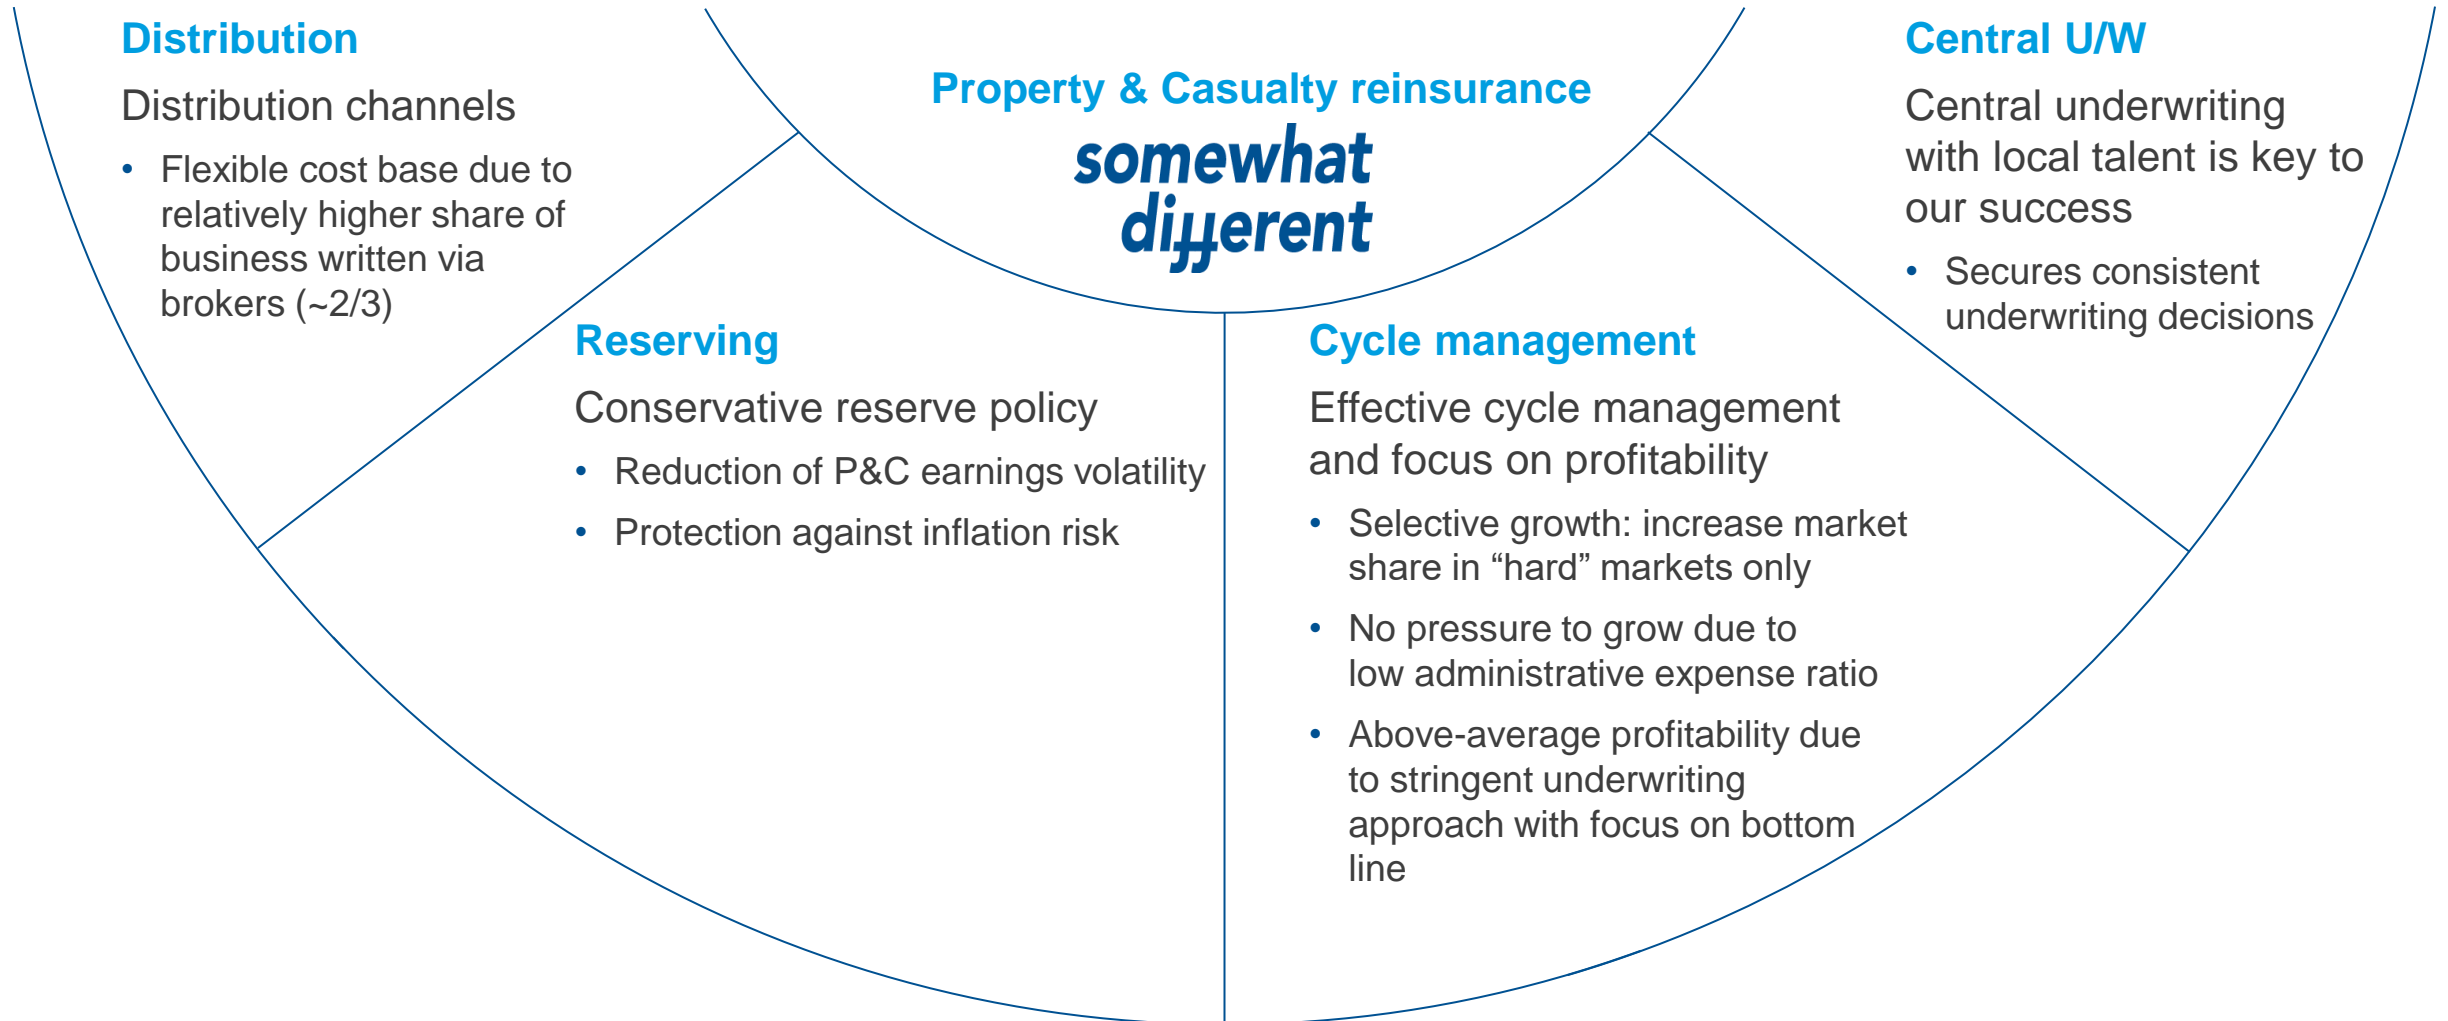 Distribution
Distribution channels
• Flexible cost base due to
relatively higher share of
business written via
brokers (~2/3)
Property & Casualty reinsurance
somewhat
different
Central U/W
Central underwriting
with local talent is key to
our success
• Secures consistent
underwriting decisions
Reserving
Conservative reserve policy
• Reduction of P&C earnings volatility
• Protection against inflation risk
Cycle management
Effective cycle management
and focus on profitability
• Selective growth: increase market
share in “hard” markets only
• No pressure to grow due to
low administrative expense ratio
• Above-average profitability due
to stringent underwriting
approach with focus on bottom
line